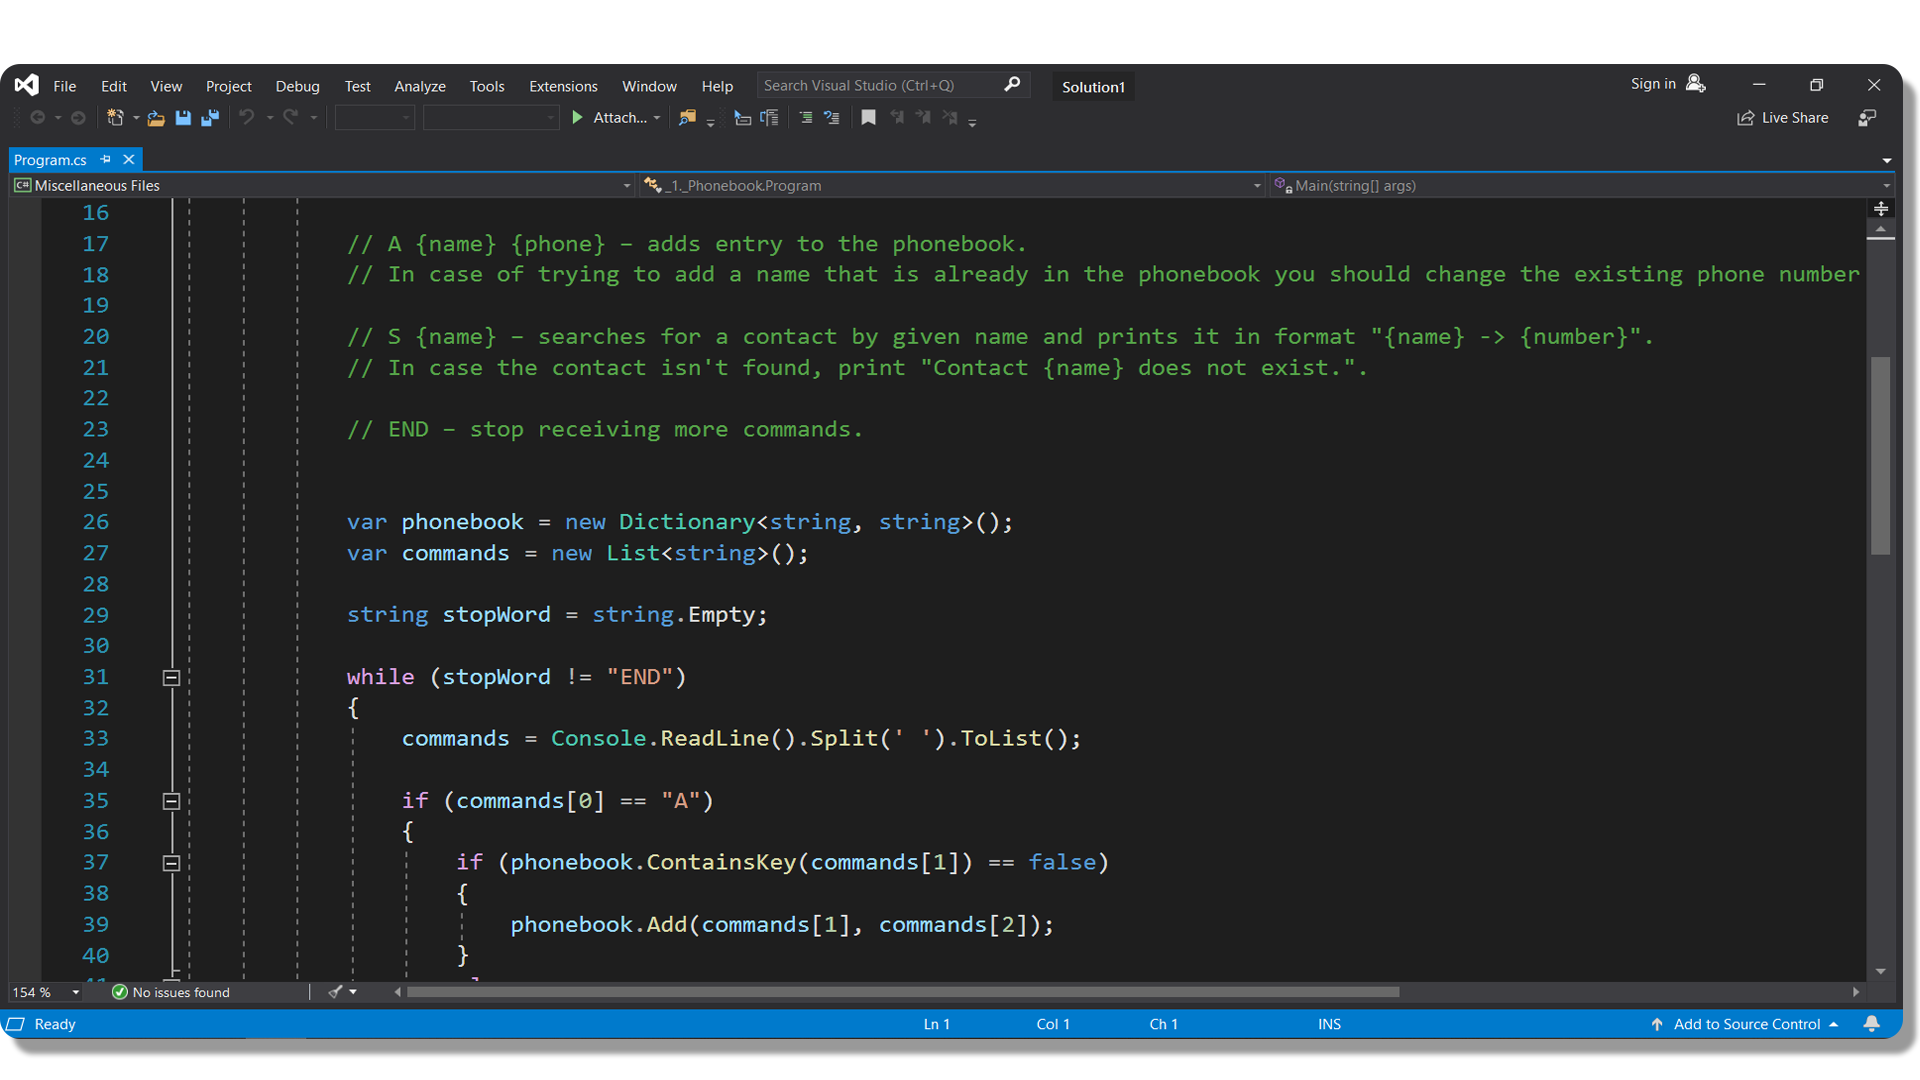 File Edit View Project Debug Test Analyze Tools Extensions Window Help Search Visual Studio (Ctrl+Q) Solution1 Sign in
Attach... Live Share
Program.cs
C# Miscellaneous Files _1._Phonebook.Program Main(string[] args)
16
17 // A {name} {phone} – adds entry to the phonebook.
18 // In case of trying to add a name that is already in the phonebook you should change the existing phone number
19
20 // S {name} – searches for a contact by given name and prints it in format "{name} -> {number}".
21 // In case the contact isn't found, print "Contact {name} does not exist.".
22
23 // END – stop receiving more commands.
24
25
26 var phonebook = new Dictionary<string, string>();
27 var commands = new List<string>();
28
29 string stopWord = string.Empty;
30
31 while (stopWord != "END")
32 {
33 commands = Console.ReadLine().Split(' ').ToList();
34
35 if (commands[0] == "A")
36 {
37 if (phonebook.ContainsKey(commands[1]) == false)
38 {
39 phonebook.Add(commands[1], commands[2]);
40 }
154 % No issues found
Ready Ln 1 Col 1 Ch 1 INS Add to Source Control